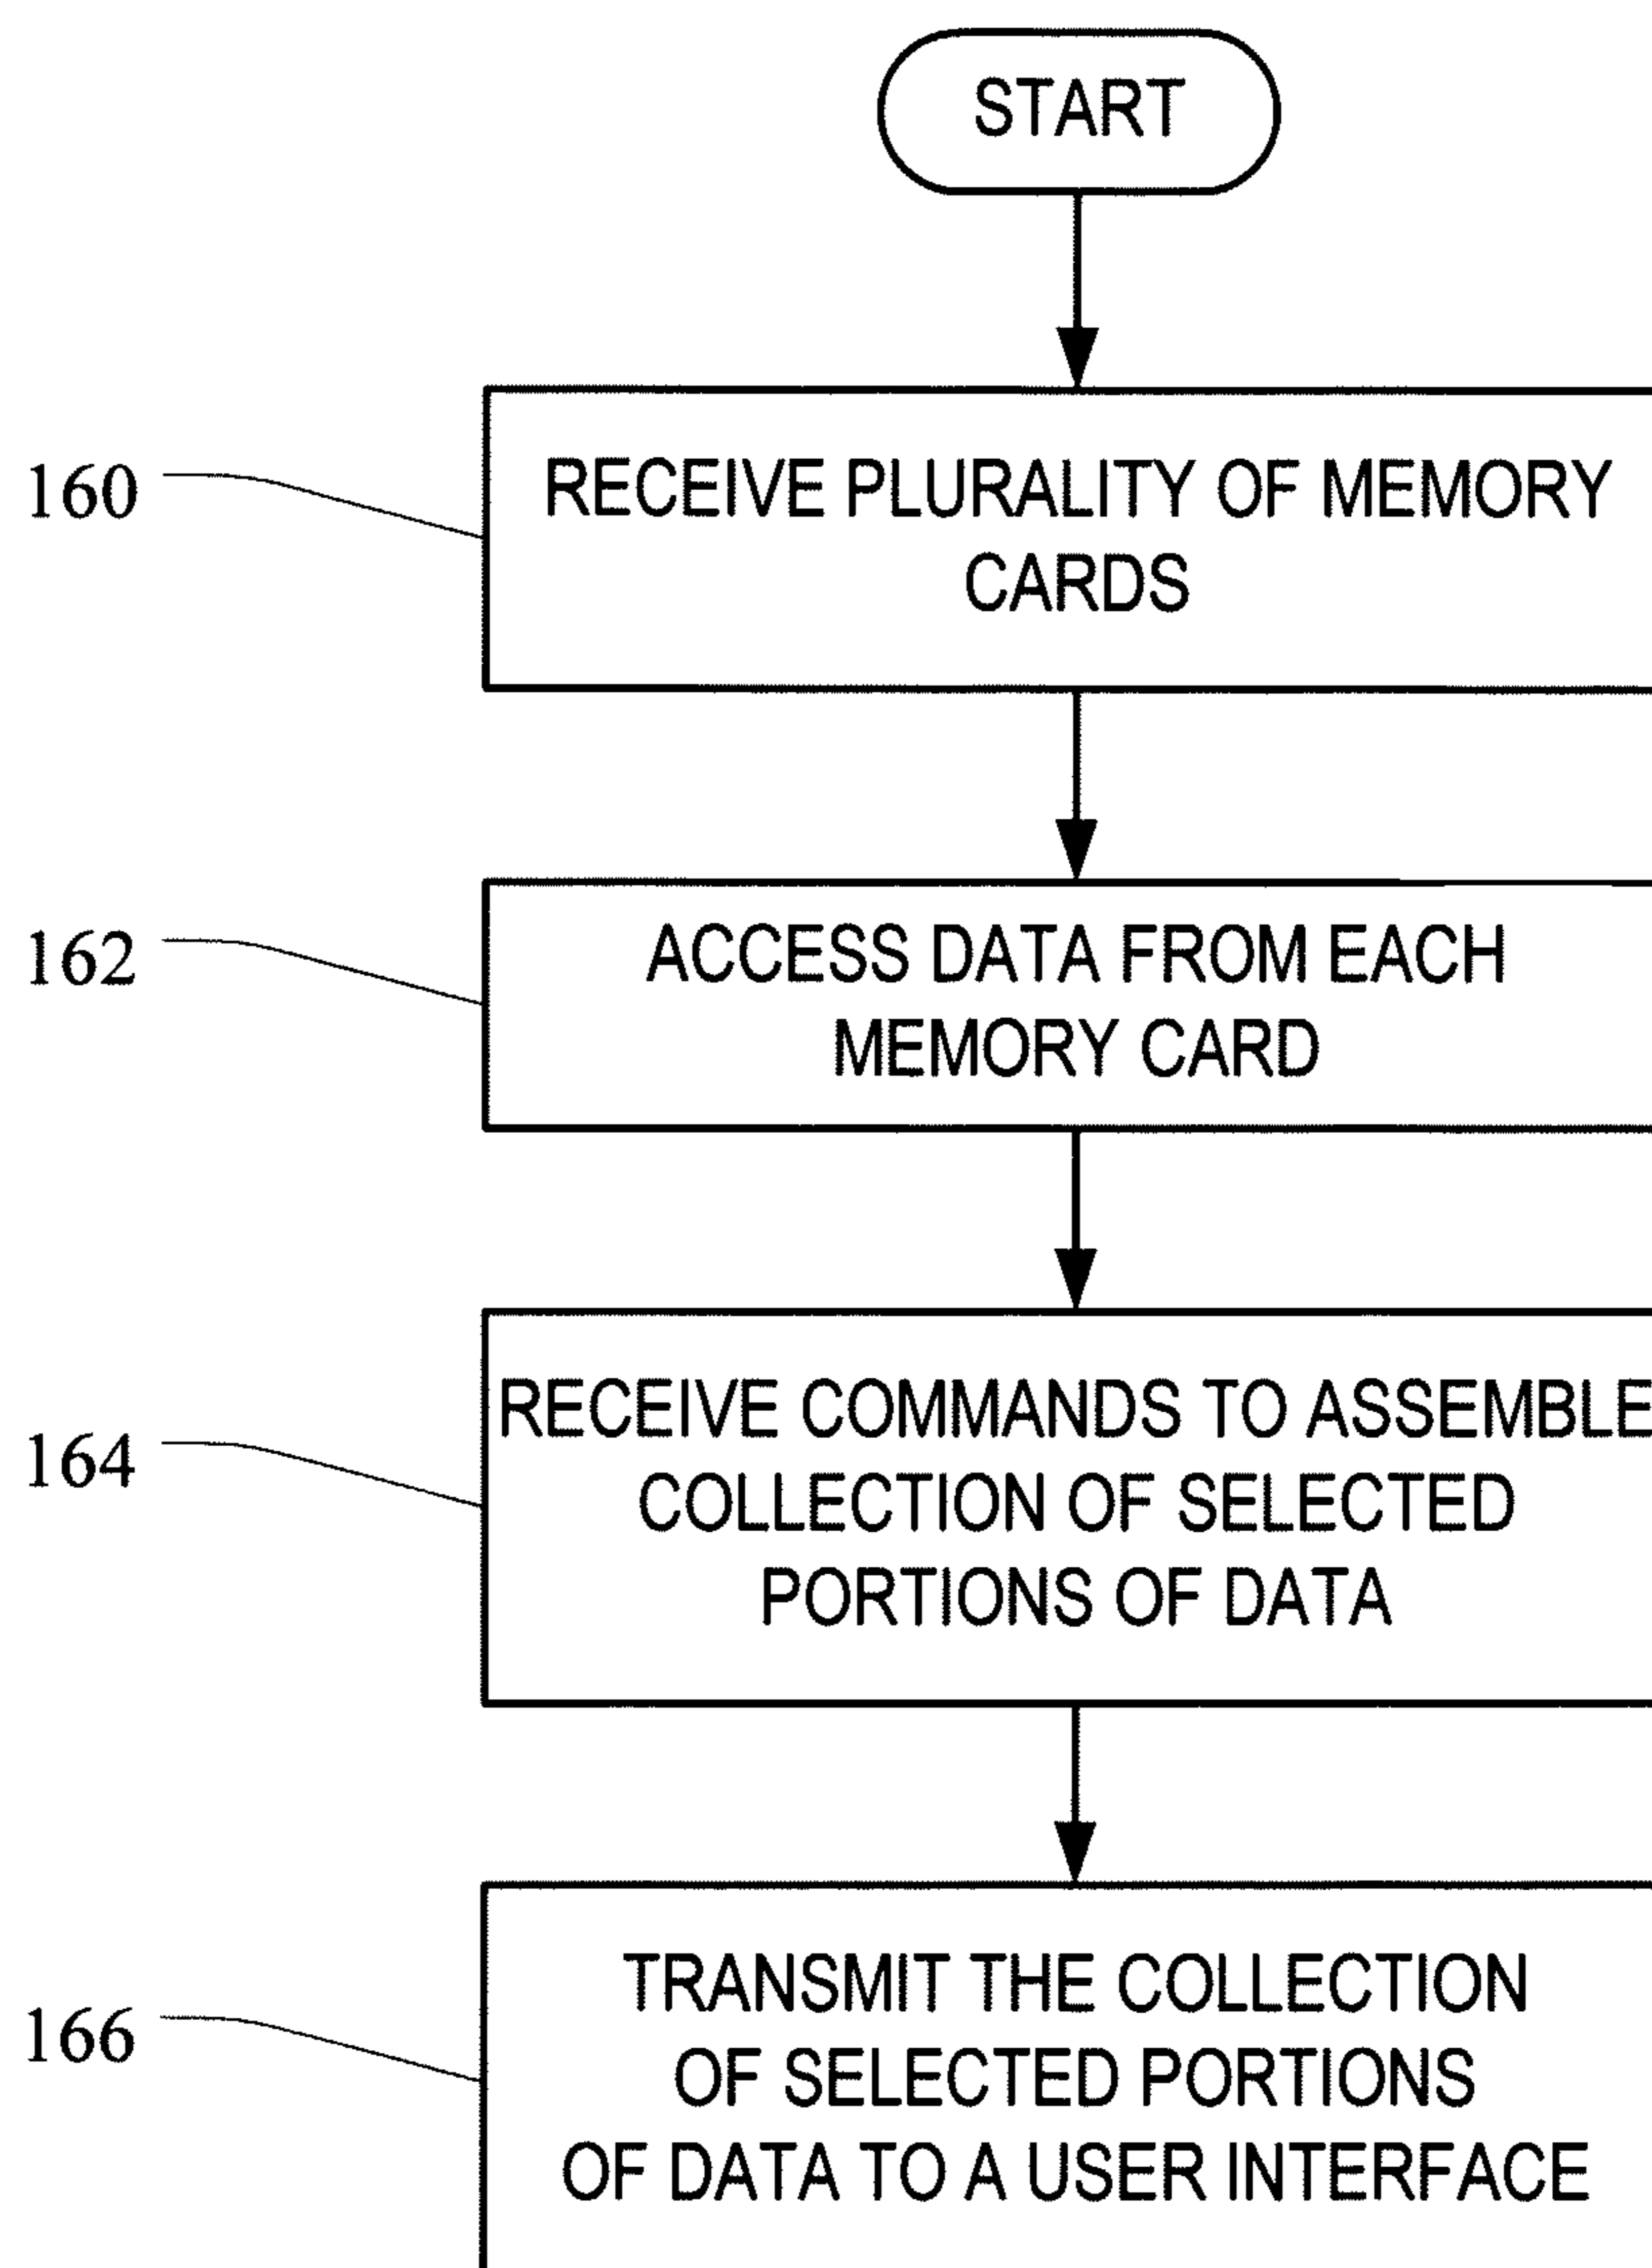 START
160
RECEIVE PLURALITY OF MEMORY
CARDS
162
ACCESS DATA FROM EACH
MEMORY CARD
164
RECEIVE COMMANDS TO ASSEMBLE
COLLECTION OF SELECTED
PORTIONS OF DATA
166
TRANSMIT THE COLLECTION
OF SELECTED PORTIONS
OF DATA TO A USER INTERFACE